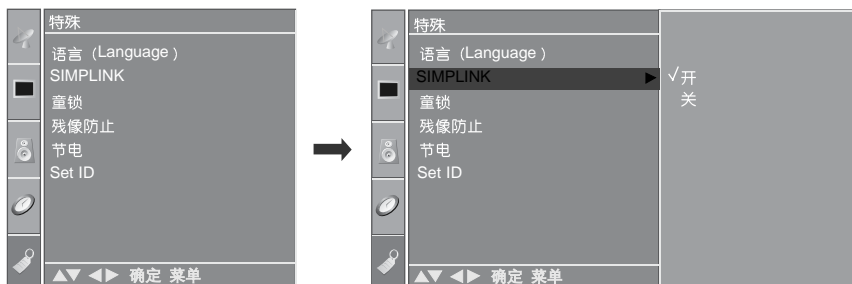 特殊
语言（Language）
SIMPLINK
童锁
残像防止
节电
Set ID
▲▼ ◀▶ 确定 菜单
特殊
语言（Language）
SIMPLINK ▶
童锁
残像防止
节电
Set ID
▲▼ ◀▶ 确定 菜单
√开
关